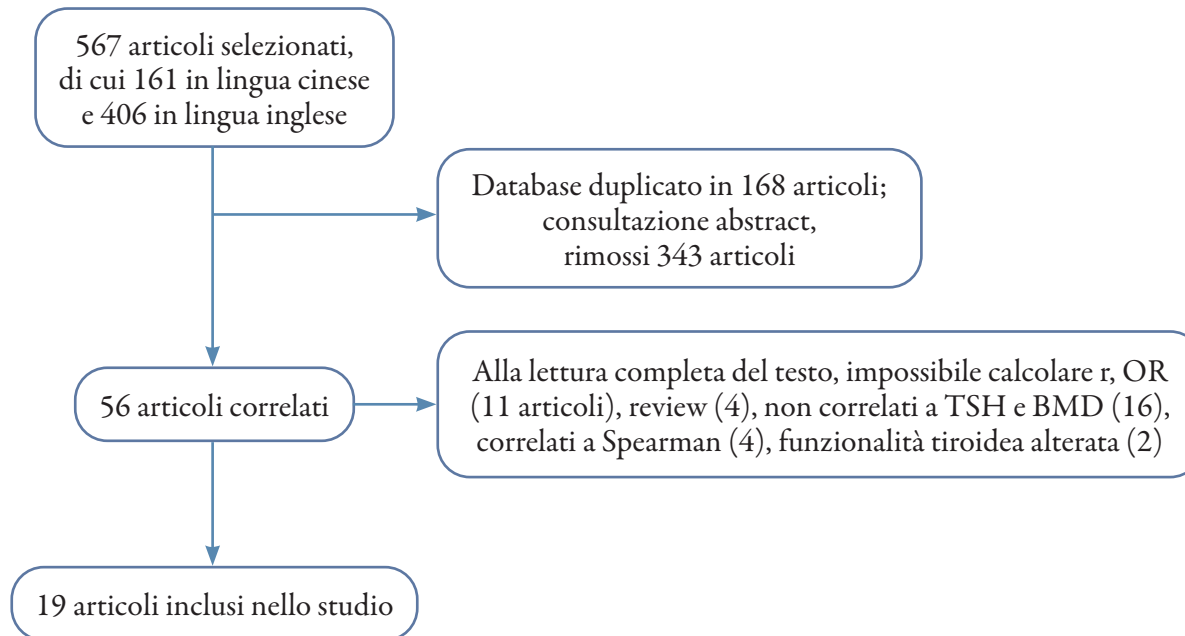 567 articoli selezionati,
di cui 161 in lingua cinese
e 406 in lingua inglese
Database duplicato in 168 articoli;
consultazione abstract,
rimossi 343 articoli
56 articoli correlati
Alla lettura completa del testo, impossibile calcolare r, OR
(11 articoli), review (4), non correlati a TSH e BMD (16),
correlati a Spearman (4), funzionalità tiroidea alterata (2)
19 articoli inclusi nello studio